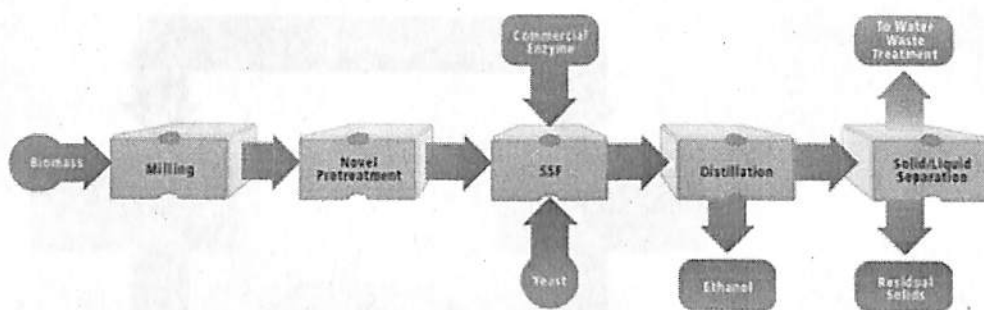 Commercial
Enzyme
To Water
Waste
Treatment
Biomass
Milling
Novel
Pretreatment
SSF
Distillation
Solid/Liquid
Separation
Yeast
Ethanol
Residual
Solids